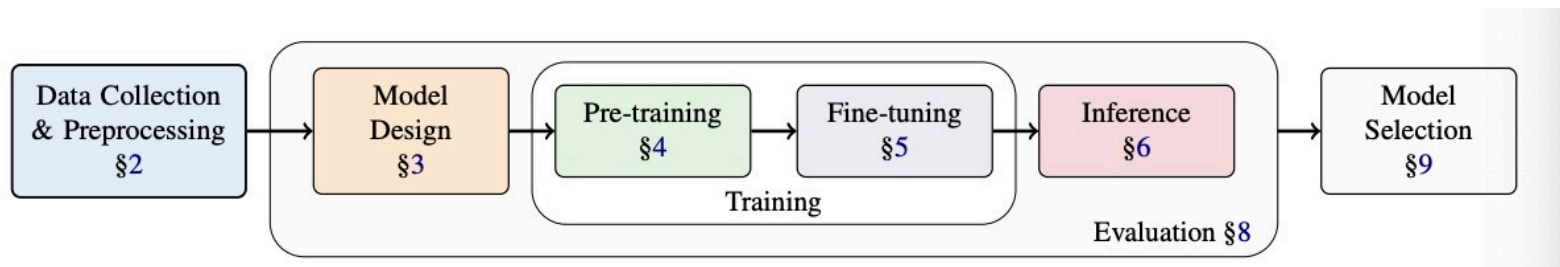 Data Collection
& Preprocessing
§2
Model
Design
§3
Pre-training
§4
Fine-tuning
§5
Training
Inference
§6
Evaluation §8
Model
Selection
§9